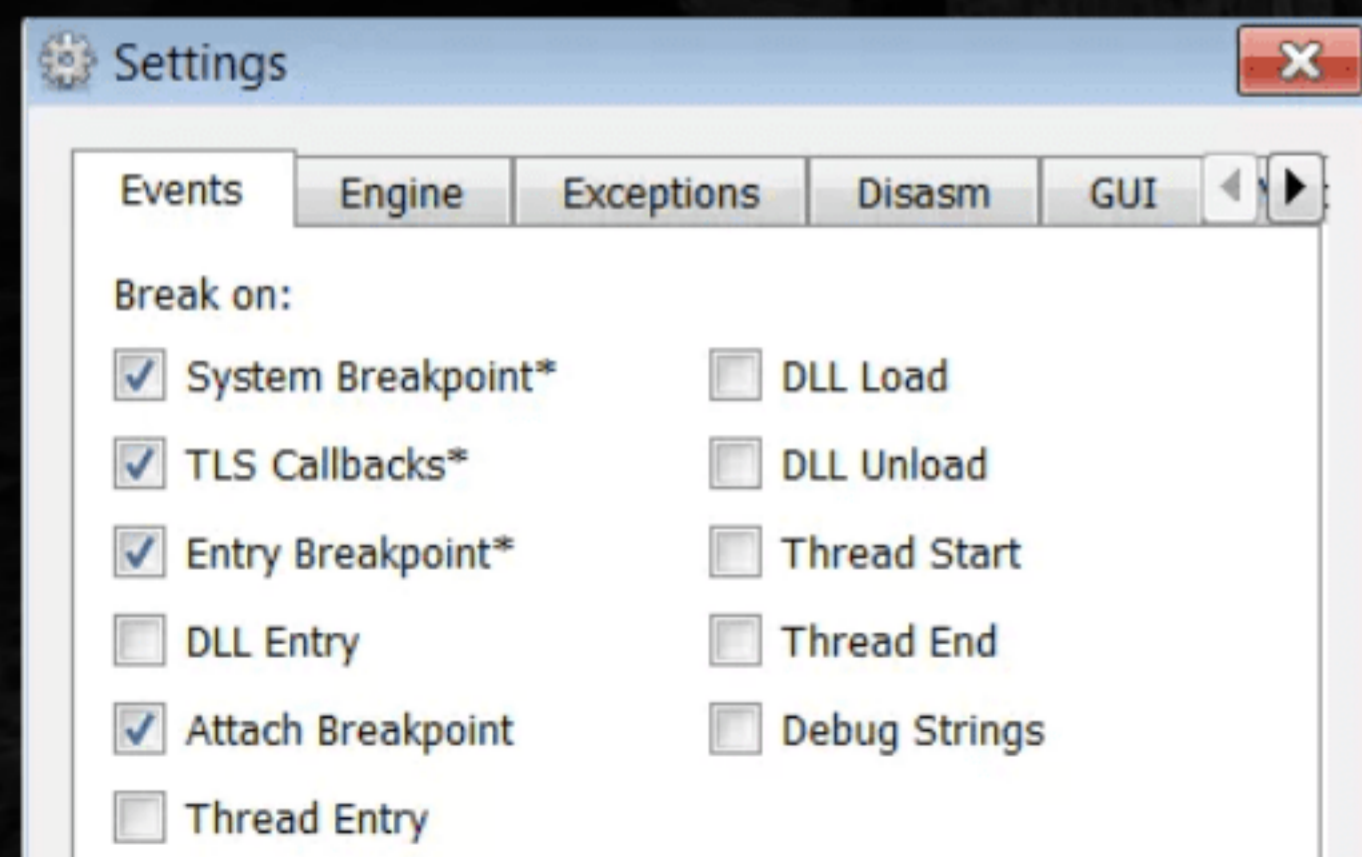 Settings
Events Engine Exceptions Disasm GUI
Break on:
System Breakpoint* DLL Load
TLS Callbacks* DLL Unload
Entry Breakpoint* Thread Start
DLL Entry Thread End
Attach Breakpoint Debug Strings
Thread Entry